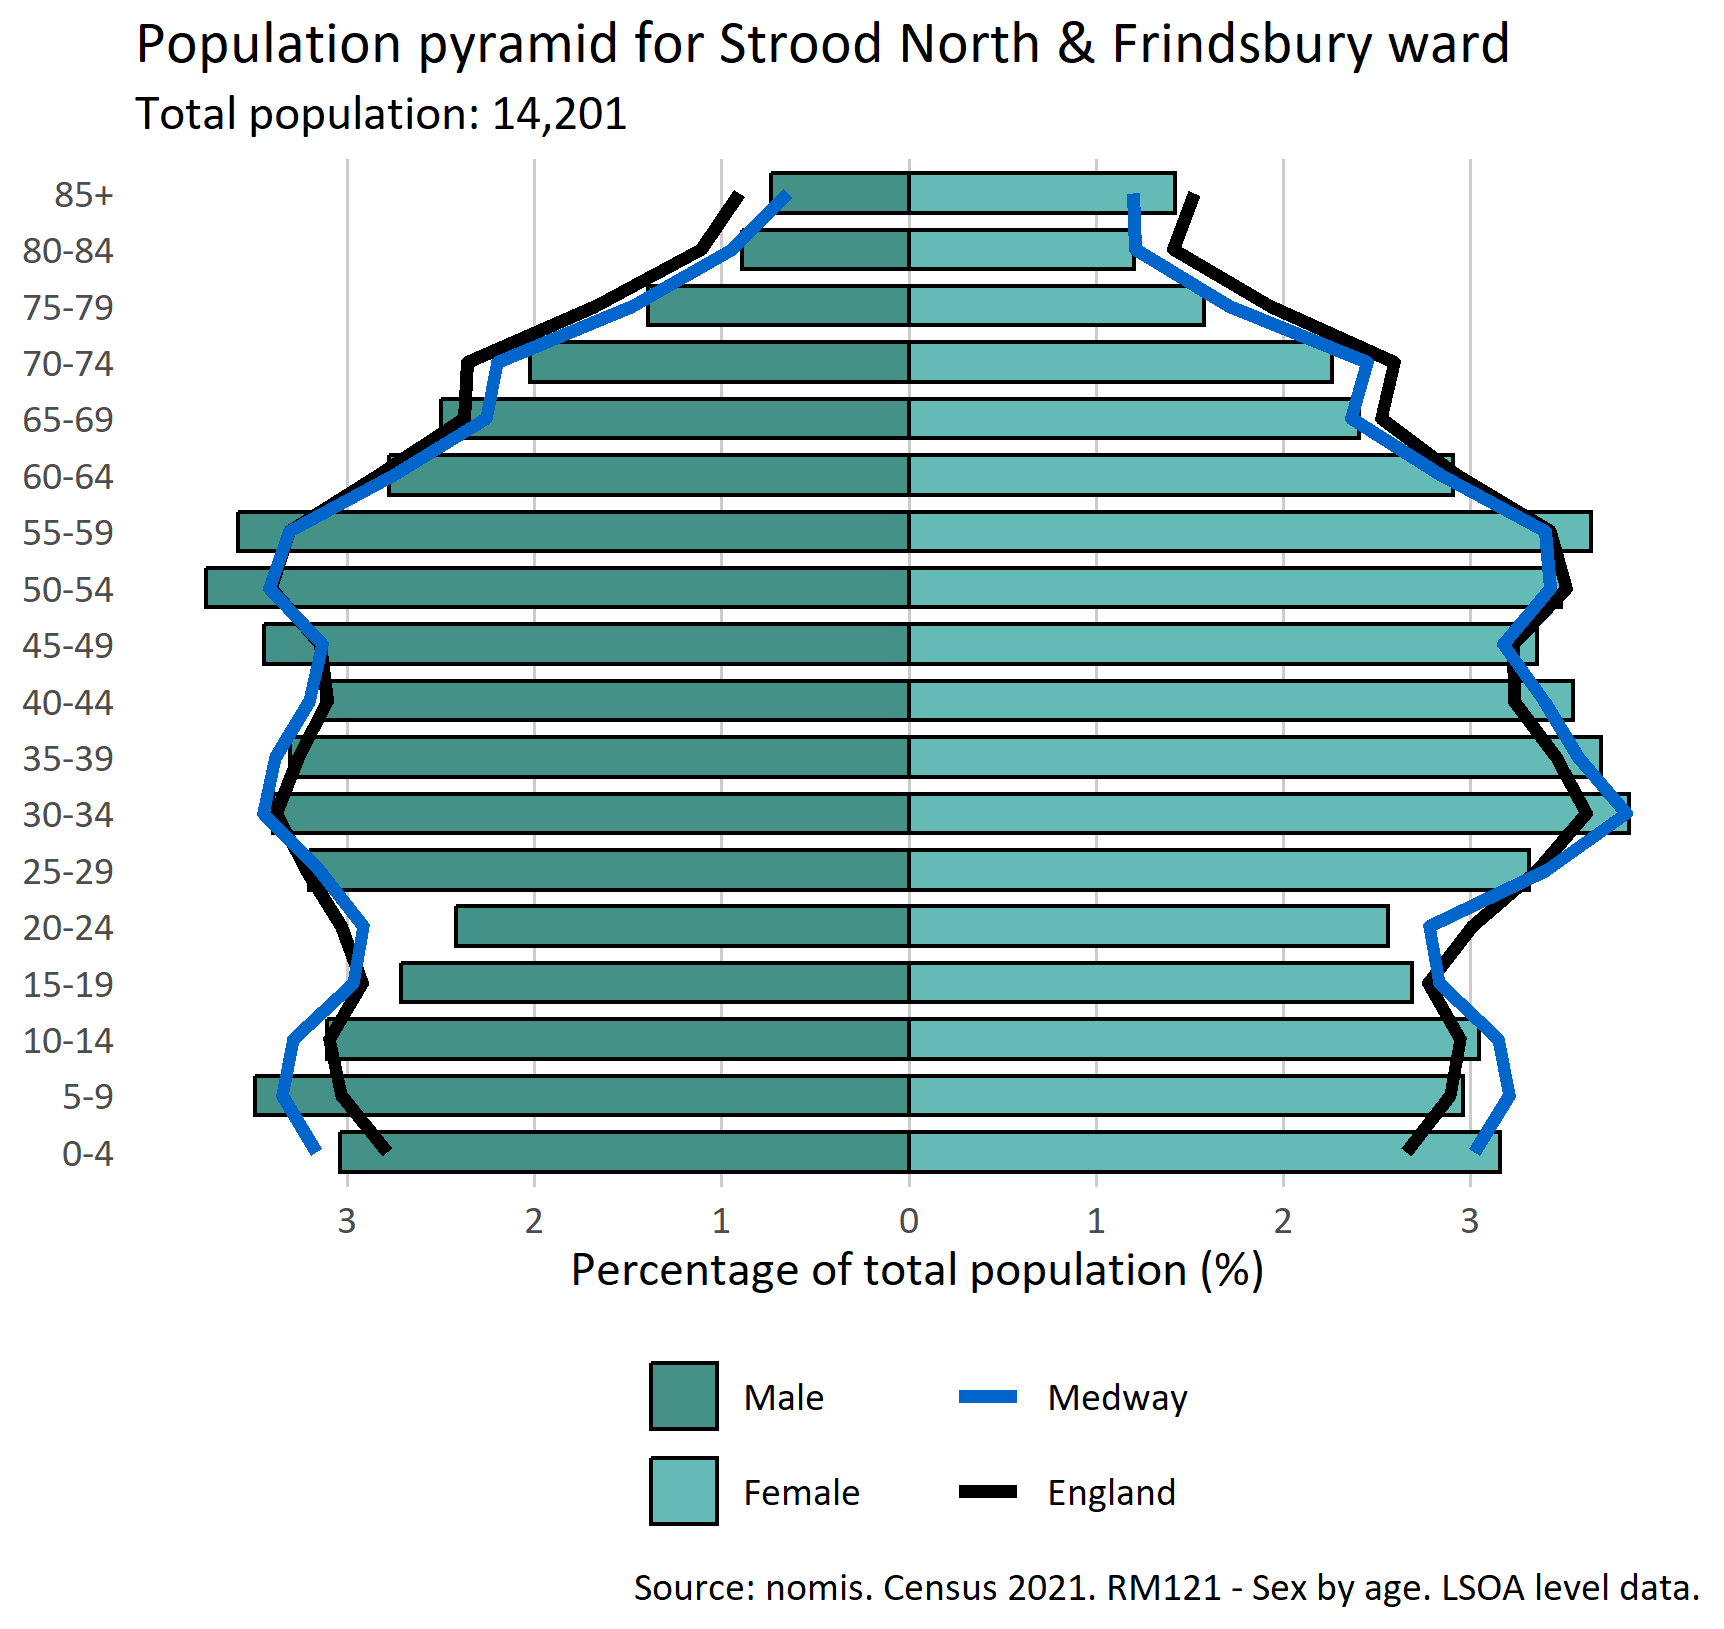 Population pyramid for Strood North & Frindsbury ward
Total population: 14,201
85+
80-84
75-79
70-74
65-69
60-64
55-59
50-54
45-49
40-44
35-39
30-34
25-29
20-24
15-19
10-14
5-9
0-4
3 2 1 0 1 2 3
Percentage of total population (%)
Male Medway
Female England
Source: nomis. Census 2021. RM121 - Sex by age. LSOA level data.